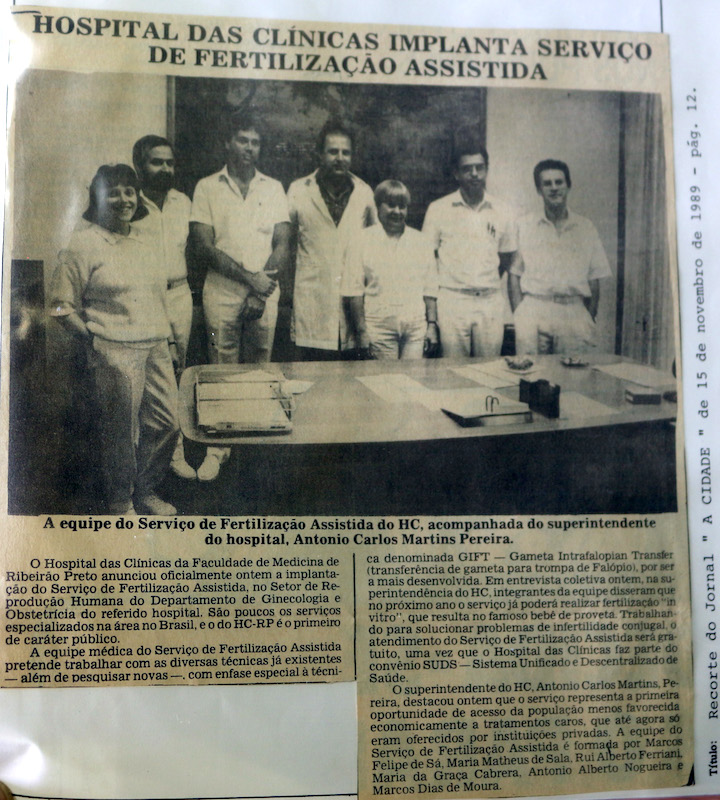 HOSPITAL DAS CLÍNICAS IMPLANTA SERVIÇO
DE FERTILIZAÇÃO ASSISTIDA
A equipe do Serviço de Fertilização Assistida do HC, acompanhada do superintendente
do hospital, Antonio Carlos Martins Pereira.
O Hospital das Clínicas da Faculdade de Medicina de
Ribeirão Preto anunciou oficialmente ontem a implanta-
ção do Serviço de Fertilização Assistida, no Setor de Re-
produção Humana do Departamento de Ginecologia e
Obstetrícia do referido hospital. São poucos os serviços
especializados na área no Brasil, e o do HC-RP é o primeiro
de caráter público.
A equipe médica do Serviço de Fertilização Assistida
pretende trabalhar com as diversas técnicas já existentes
— além de pesquisar novas —, com enfase especial à técni-
ca denominada GIFT — Gameta Intrafalopian Transfer
(transferência de gameta para trompa de Falópio), por ser
a mais desenvolvida. Em entrevista coletiva ontem, na su-
perintendência do HC, integrantes da equipe disseram que
no próximo ano o serviço já poderá realizar fertilização "in
vitro", que resulta no famoso bebê de proveta. Trabalhan-
do para solucionar problemas de infertilidade conjugal, o
atendimento do Serviço de Fertilização Assistida será gra-
tuíto, uma vez que o Hospital das Clínicas faz parte do
convênio SUDS — Sistema Unificado e Descentralizado de
Saúde.
O superintendente do HC, Antonio Carlos Martins, Pe-
reira, destacou ontem que o serviço representa a primeira
oportunidade de acesso da população menos favorecida
economicamente a tratamentos caros, que até agora só
eram oferecidos por instituições privadas. A equipe do
Serviço de Fertilização Assistida é formada por Marcos
Felipe de Sá, Maria Matheus de Sala, Rui Alberto Ferriani,
Maria da Graça Cabrera, Antonio Alberto Nogueira e
Marcos Dias de Moura.
Título: Recorte do Jornal " A CIDADE " de 15 de novembro de 1989 - pág. 12.